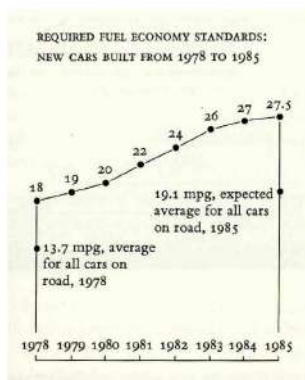 REQUIRED FUEL ECONOMY STANDARDS:
NEW CARS BUILT FROM 1978 TO 1985
18 19 20 22 24 26 27 27.5
19.1 mpg, expected
average for all cars
on road, 1985
13.7 mpg, average
for all cars on
road, 1978
1978 1979 1980 1981 1982 1983 1984 1985